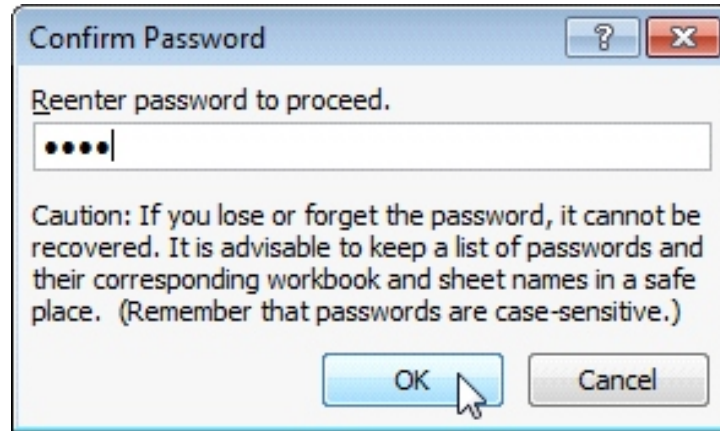 Confirm Password
?
Reenter password to proceed.
••••
Caution: If you lose or forget the password, it cannot be
recovered. It is advisable to keep a list of passwords and
their corresponding workbook and sheet names in a safe
place.  (Remember that passwords are case-sensitive.)
OK
Cancel